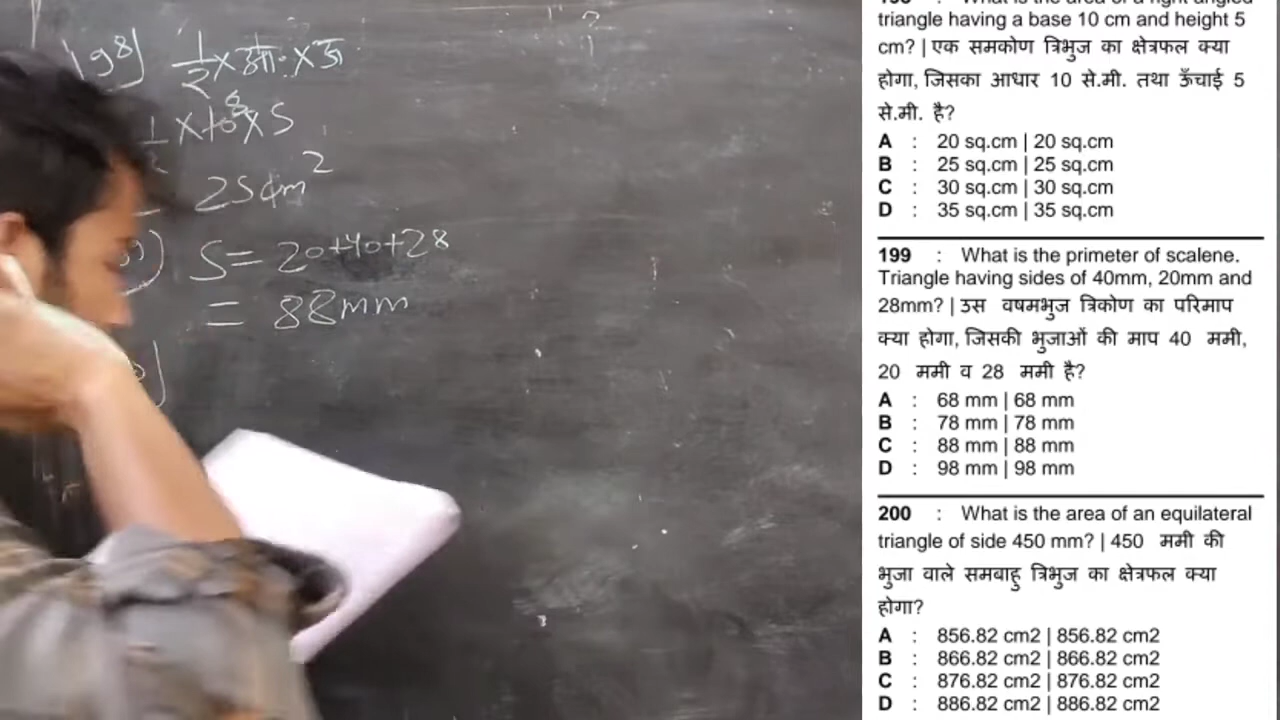 198) 1/2 × आ. × ऊ
1/2 × 10 × 5
25 cm²
S = 20+40+28
= 88mm
: What is the area of a right angled
triangle having a base 10 cm and height 5
cm? | एक समकोण त्रिभुज का क्षेत्रफल क्या
होगा, जिसका आधार 10 से.मी. तथा ऊँचाई 5
से.मी. है?
A : 20 sq.cm | 20 sq.cm
B : 25 sq.cm | 25 sq.cm
C : 30 sq.cm | 30 sq.cm
D : 35 sq.cm | 35 sq.cm
199 : What is the primeter of scalene.
Triangle having sides of 40mm, 20mm and
28mm? | उस वषमभुज त्रिकोण का परिमाप
क्या होगा, जिसकी भुजाओं की माप 40 ममी,
20 ममी व 28 ममी है?
A : 68 mm | 68 mm
B : 78 mm | 78 mm
C : 88 mm | 88 mm
D : 98 mm | 98 mm
200 : What is the area of an equilateral
triangle of side 450 mm? | 450 ममी की
भुजा वाले समबाहु त्रिभुज का क्षेत्रफल क्या
होगा?
A : 856.82 cm2 | 856.82 cm2
B : 866.82 cm2 | 866.82 cm2
C : 876.82 cm2 | 876.82 cm2
D : 886.82 cm2 | 886.82 cm2